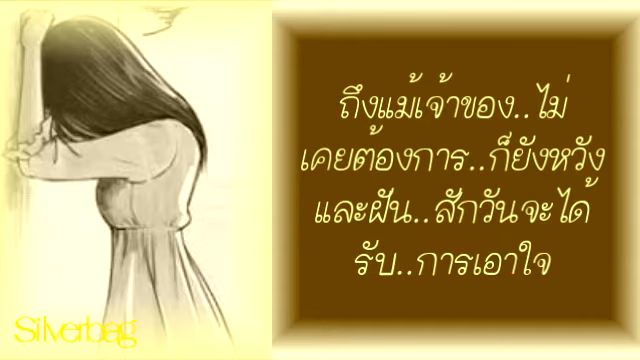 ถึงแม้เจ้าของ..ไม่
เคยต้องการ..ก็ยังหวัง
และฝัน..สักวันจะได้
รับ..การเอาใจ
Silverbag